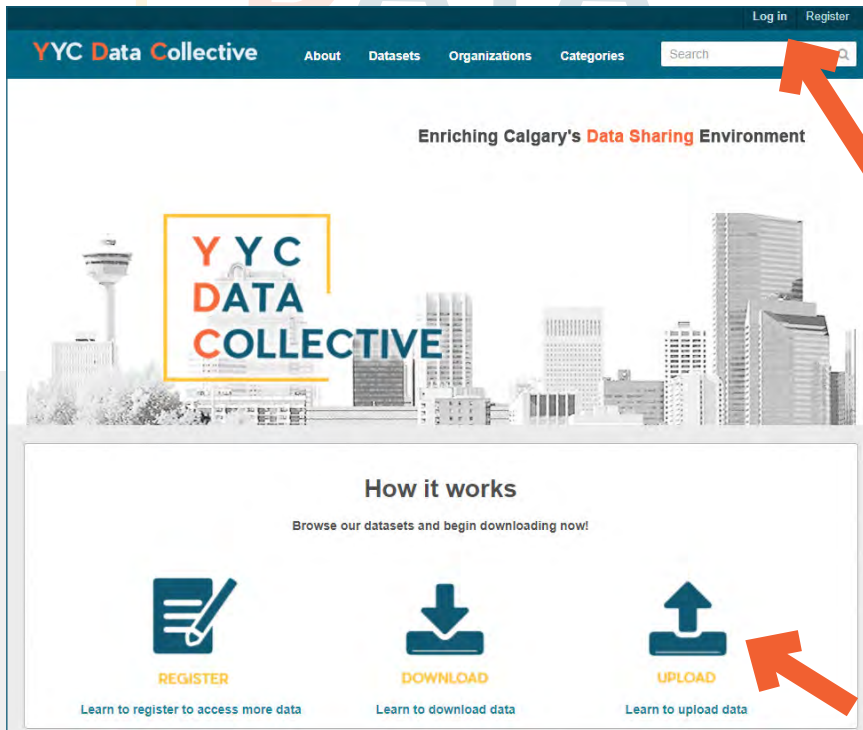 Log in Register
YYC Data Collective About Datasets Organizations Categories Search
Enriching Calgary's Data Sharing Environment
Y Y C
DATA
COLLECTIVE
How it works
Browse our datasets and begin downloading now!
REGISTER DOWNLOAD UPLOAD
Learn to register to access more data Learn to download data Learn to upload data